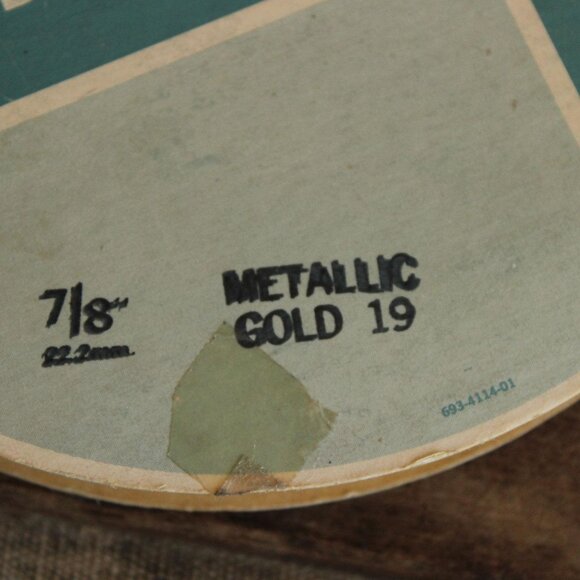 7/8"
22.2mm.
METALLIC
GOLD 19
693-4114-01